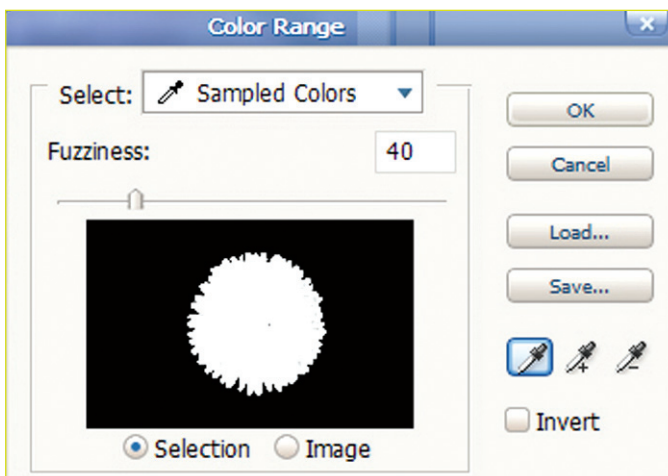 Color Range
Select: Sampled Colors
OK
Fuzziness: 40
Cancel
Load...
Save...
Invert
Selection Image